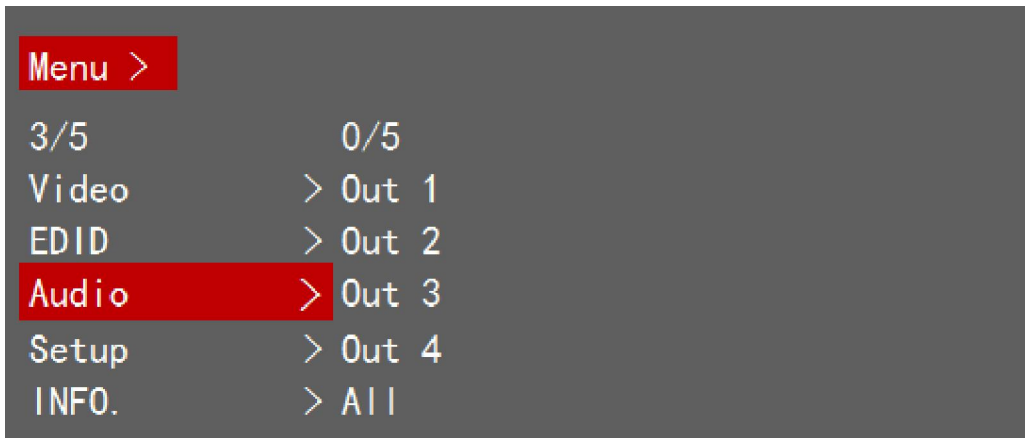 Menu >
3/5 0/5
Video > Out 1
EDID > Out 2
Audio > Out 3
Setup > Out 4
INFO. > All